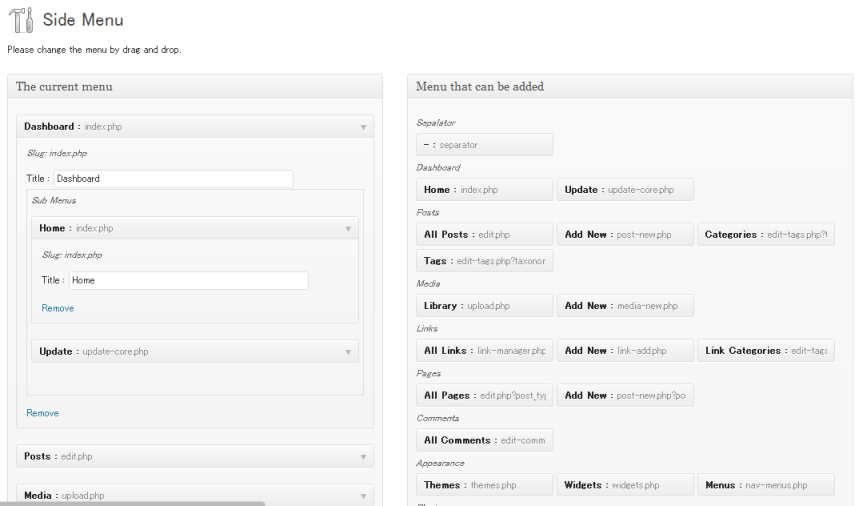 Side Menu
Please change the menu by drag and drop.
The current menu
Dashboard : index.php
Slug: index.php
Title : Dashboard
Sub Menus
Home : index.php
Slug: index.php
Title : Home
Remove
Update : update-core.php
Remove
Posts : edit.php
Media : upload.php
Menu that can be added
Sepalator
- : separator
Dashboard
Home : index.php Update : update-core.php
Posts
All Posts : edit.php Add New : post-new.php Categories : edit-tags.php?t
Tags : edit-tags.php?taxonor
Media
Library : upload.php Add New : media-new.php
Links
All Links : link-manager.php Add New : link-add.php Link Categories : edit-tags
Pages
All Pages : edit.php?post_ty Add New : post-new.php?po
Comments
All Comments : edit-comm
Appearance
Themes : themes.php Widgets : widgets.php Menus : nav-menus.php